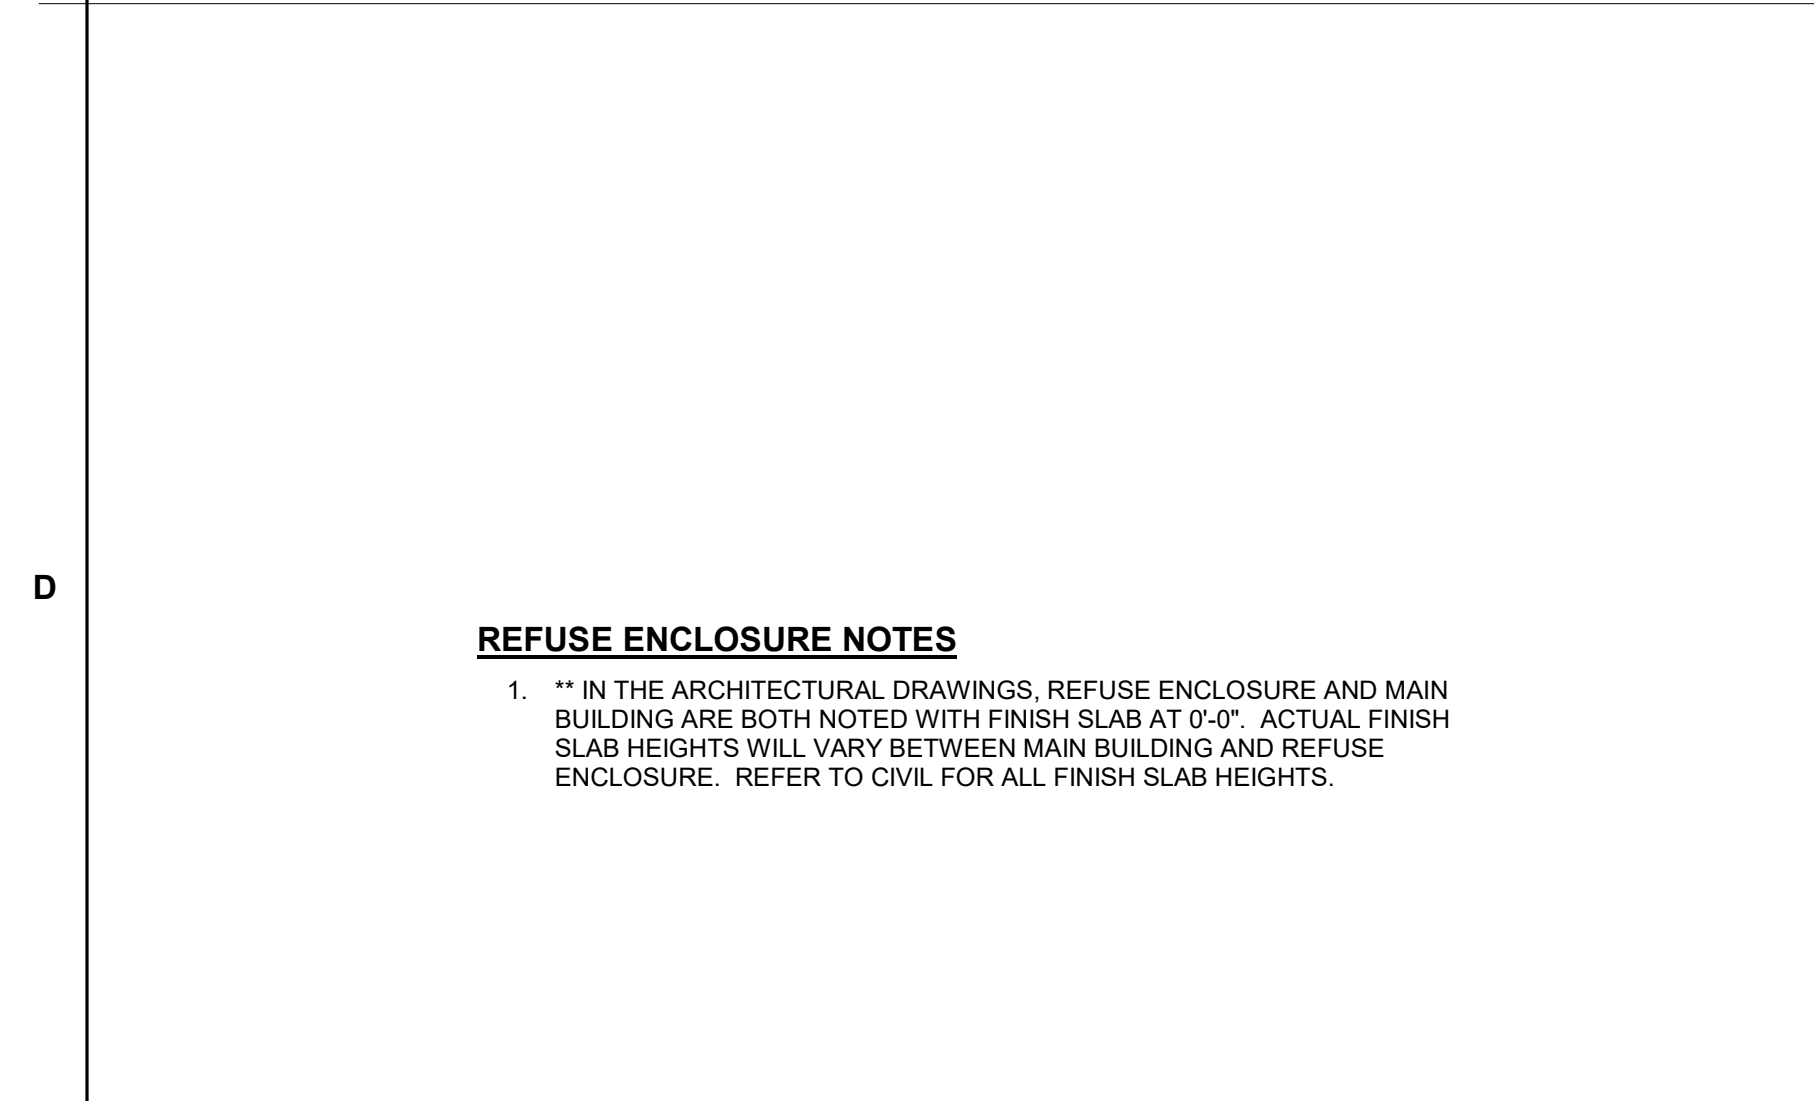 D
REFUSE ENCLOSURE NOTES
1. ** IN THE ARCHITECTURAL DRAWINGS, REFUSE ENCLOSURE AND MAIN
BUILDING ARE BOTH NOTED WITH FINISH SLAB AT 0'-0". ACTUAL FINISH
SLAB HEIGHTS WILL VARY BETWEEN MAIN BUILDING AND REFUSE
ENCLOSURE. REFER TO CIVIL FOR ALL FINISH SLAB HEIGHTS.